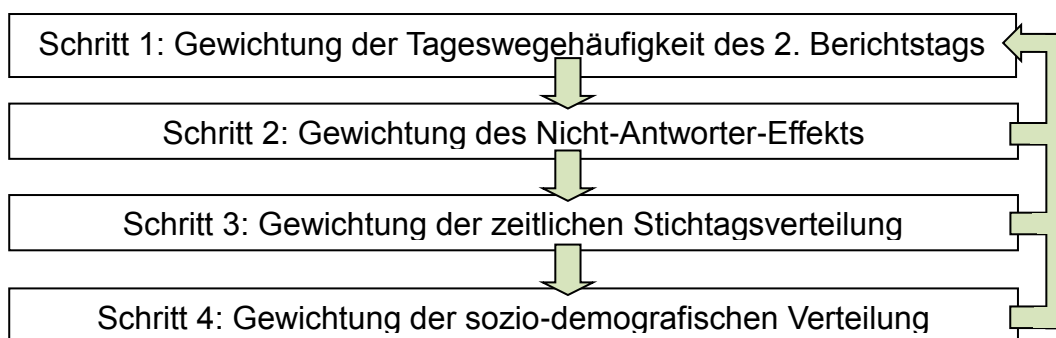 Schritt 1: Gewichtung der Tageswegehäufigkeit des 2. Berichtstags
Schritt 2: Gewichtung des Nicht-Antworter-Effekts
Schritt 3: Gewichtung der zeitlichen Stichtagsverteilung
Schritt 4: Gewichtung der sozio-demografischen Verteilung